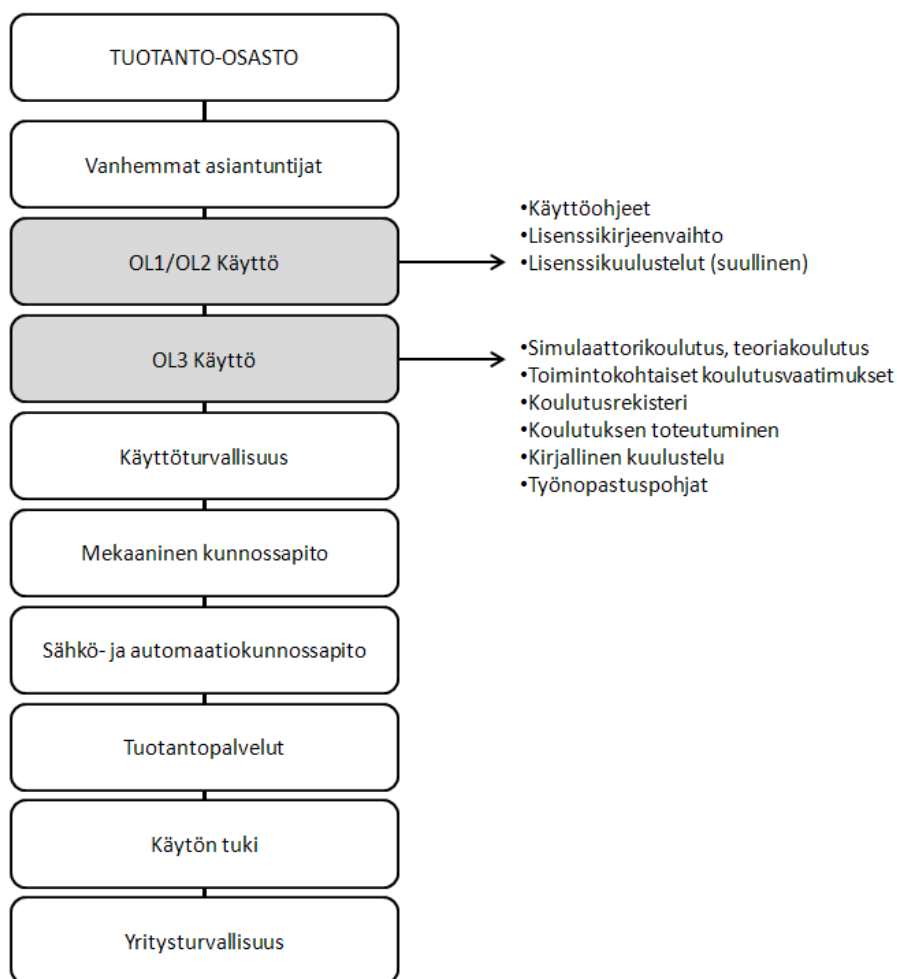 TUOTANTO-OSASTO
Vanhemmat asiantuntijat
OL1/OL2 Käyttö
•Käyttöohjeet
•Lisenssikirjeenvaihto
•Lisenssikuulustelut (suullinen)
OL3 Käyttö
•Simulaattorikoulutus, teoriakoulutus
•Toimintokohtaiset koulutusvaatimukset
•Koulutusrekisteri
•Koulutuksen toteutuminen
•Kirjallinen kuulustelu
•Työnopastuspohjat
Käyttöturvallisuus
Mekaaninen kunnossapito
Sähkö- ja automaatiokunnossapito
Tuotantopalvelut
Käytön tuki
Yritysturvallisuus